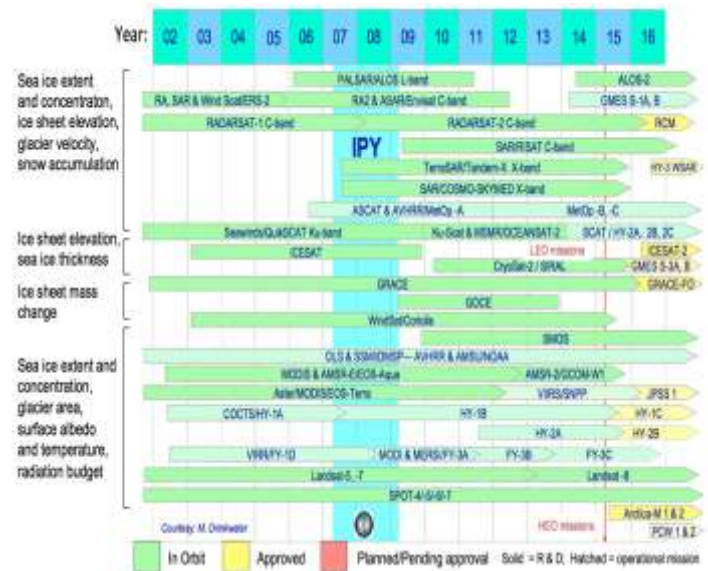 Year: 02 03 04 05 06 07 08 09 10 11 12 13 14 15 16
Sea ice extent
and concentraton,
ice sheet elevation,
glacier velocity,
snow accumulation
PALSAR/ALOS L-band
ALOS-2
RA, SAR & Wind Scat/ERS-2
RA2 & ASAR/Envisat C-band
GMES S-1A, B
RADARSAT-1 C-band
RADARSAT-2 C-band
RCM
IPY
SAR/RISAT C-band
TerraSAR/Tandem-X X-band
HY-3 WSAR
SAR/COSMO-SKYMED X-band
ASCAT & AVHRR/MetOp -A
MetOp -B, -C
Ice sheet elevation,
sea ice thickness
Seawinds/QuikSCAT Ku-band
Ku-Scat & MSMR/OCEANSAT-2
SCAT / HY-2A, 2B, 2C
ICESAT
LEO missions
ICESAT-2
CryoSat-2 / SIRAL
GMES S-3A, B
Ice sheet mass
change
GRACE
GRACE-FO
GOCE
WindSat/Coriolis
Sea ice extent and
concentration,
glacier area,
surface albedo
and temperature,
radiation budget
SMOS
OLS & SSMI/DMSP--- AVHRR & AMSU/NOAA
MODIS & AMSR-E/EOS-Aqua
AMSR-2/GCOM-W1
Aster/MODIS/EOS-Terra
VIIRS/SNPP
JPSS 1
COCTS/HY-1A
HY-1B
HY-1C
HY-2A
HY-2B
VIRR/FY-1D
MODI & MERSI/FY-3A
FY-3B
FY-3C
Landsat-5, -7
Landsat -8
SPOT-4/-5/-6/-7
Arctica-M 1 & 2
Courtesy: M. Drinkwater
HEO missions
PCW 1 & 2
In Orbit
Approved
Planned/Pending approval
Solid = R & D; Hatched = operational mission